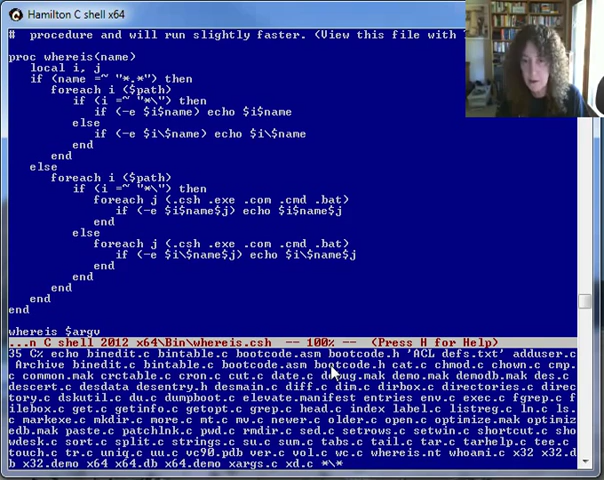 Hamilton C shell x64
# procedure and will run slightly faster. (View this file with
proc whereis(name)
local i, j
if (name =~ "*.*") then
foreach i ($path)
if (i =~ "*\") then
if (-e $i$name) echo $i$name
else
if (-e $i\$name) echo $i\$name
end
end
else
foreach i ($path)
if (i =~ "*\") then
foreach j (.csh .exe .com .cmd .bat)
if (-e $i$name$j) echo $i$name$j
end
else
foreach j (.csh .exe .com .cmd .bat)
if (-e $i\$name$j) echo $i\$name$j
end
end
end
end
end
whereis $argv
...n C shell 2012 x64\Bin\whereis.csh -- 100% -- (Press H for Help)
35 C% echo binedit.c bintable.c bootcode.asm bootcode.h 'ACL defs.txt' adduser.c
Archive binedit.c bintable.c bootcode.asm bootcode.h cat.c chmod.c chown.c cmp.
c common.mak crctable.c cron.c cut.c date.c debug.mak demo.mak demodb.mak des.c
descert.c desdata desentry.h desmain.c diff.c dim.c dirbox.c directories.c direc
tory.c dskutil.c du.c dumpboot.c elevate.manifest entries env.c exec.c fgrep.c f
ilebox.c get.c getinfo.c getopt.c grep.c head.c index label.c listreg.c ln.c ls.
c markexe.c mkdir.c more.c mt.c mv.c newer.c older.c open.c optimize.mak optimiz
edb.mak paste.c patchlnk.c prc.c pwd.c rmdir.c sed.c setrows.c setwin.c shortcut.c sho
wdesk.c sort.c split.c strings.c su.c sum.c tabs.c tail.c tar.c tarhelp.c tee.c
touch.c tr.c uniq.c uu.c vc90.pdb ver.c vol.c wc.c whereis.nt whoami.c x32 x32.d
b x32.demo x64 x64.db x64.demo xargs.c xd.c *\*